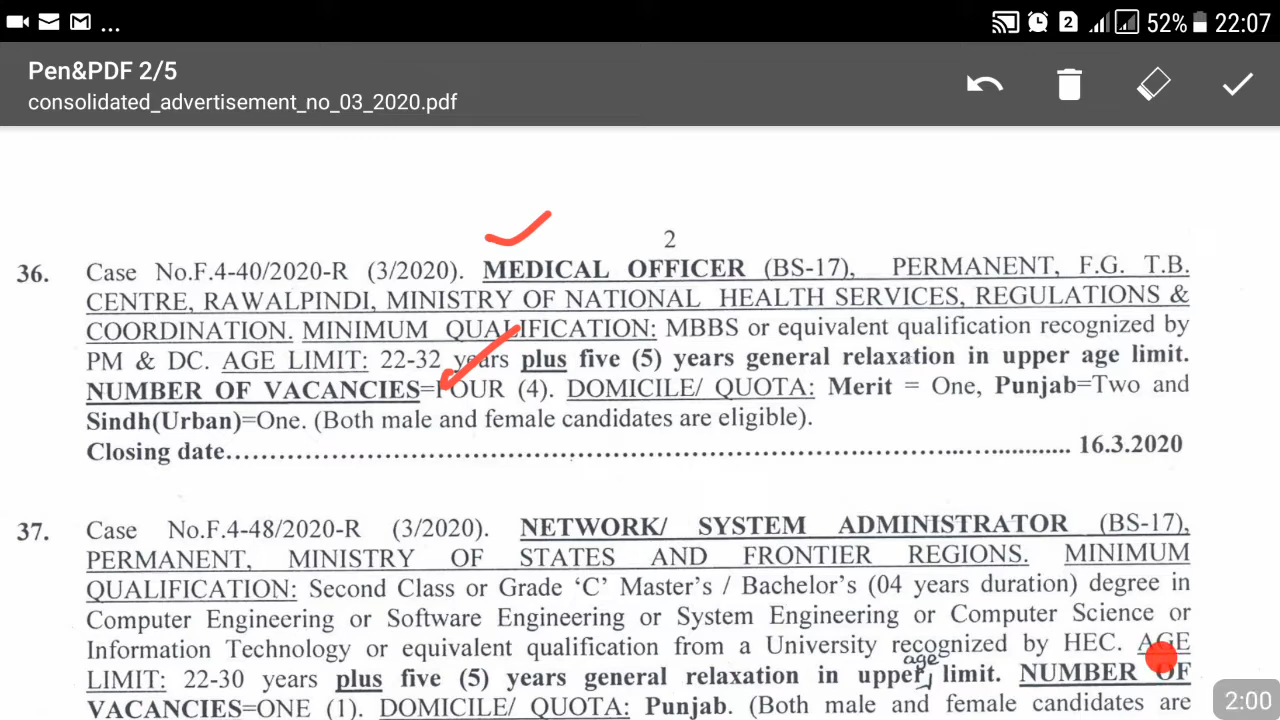 ... 2 52% 22:07
Pen&PDF 2/5
consolidated_advertisement_no_03_2020.pdf
2
36. Case No.F.4-40/2020-R (3/2020). MEDICAL OFFICER (BS-17), PERMANENT, F.G. T.B.
CENTRE, RAWALPINDI, MINISTRY OF NATIONAL HEALTH SERVICES, REGULATIONS &
COORDINATION. MINIMUM QUALIFICATION: MBBS or equivalent qualification recognized by
PM & DC. AGE LIMIT: 22-32 years plus five (5) years general relaxation in upper age limit.
NUMBER OF VACANCIES=FOUR (4). DOMICILE/ QUOTA: Merit = One, Punjab=Two and
Sindh(Urban)=One. (Both male and female candidates are eligible).
Closing date........................................................................................................ 16.3.2020
37. Case No.F.4-48/2020-R (3/2020). NETWORK/ SYSTEM ADMINISTRATOR (BS-17),
PERMANENT, MINISTRY OF STATES AND FRONTIER REGIONS. MINIMUM
QUALIFICATION: Second Class or Grade ‘C’ Master's / Bachelor's (04 years duration) degree in
Computer Engineering or Software Engineering or System Engineering or Computer Science or
Information Technology or equivalent qualification from a University recognized by HEC. AGE
age
LIMIT: 22-30 years plus five (5) years general relaxation in upper limit. NUMBER OF
VACANCIES=ONE (1). DOMICILE/ QUOTA: Punjab. (Both male and female candidates are
2:00